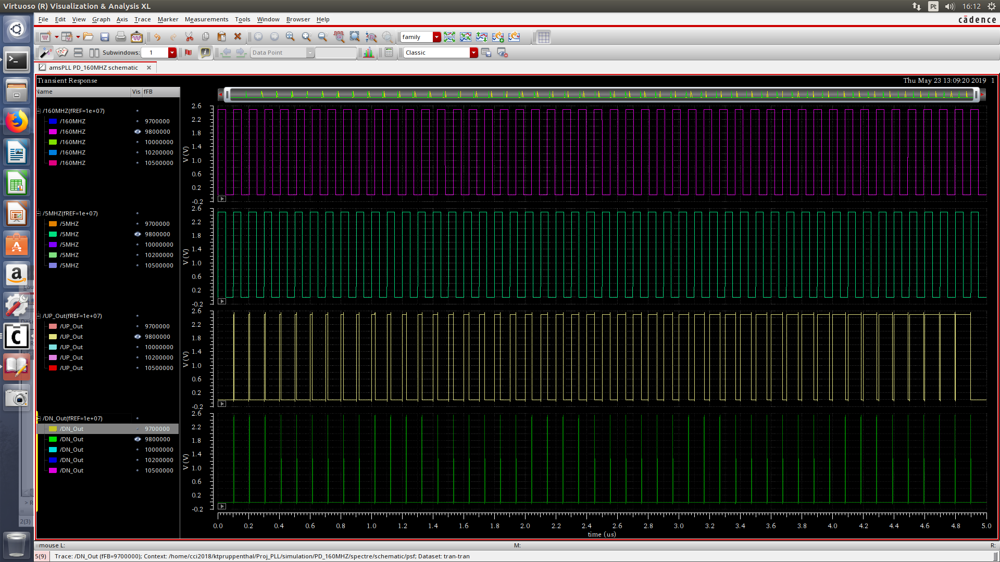 Virtuoso (R) Visualization & Analysis XL
Pt
16:12
File Edit View Graph Axis Trace Marker Measurements Tools Window Browser Help
cādence
family
Subwindows: 1
Data Point
Classic
amsPLL PD_160MHZ schematic
Transient Response
Thu May 23 13:09:20 2019 1
Name Vis fFB
/160MHZ(fREF=1e+07)
/160MHZ 9700000
/160MHZ 9800000
/160MHZ 10000000
/160MHZ 10200000
/160MHZ 10500000
2.6
2.2
1.8
1.4
1.0
0.6
0.2
-0.2
V (V)
/5MHZ(fREF=1e+07)
/5MHZ 9700000
/5MHZ 9800000
/5MHZ 10000000
/5MHZ 10200000
/5MHZ 10500000
2.6
2.2
1.8
1.4
1.0
0.6
0.2
-0.2
V (V)
/UP_Out(fREF=1e+07)
/UP_Out 9700000
/UP_Out 9800000
/UP_Out 10000000
/UP_Out 10200000
/UP_Out 10500000
2.6
2.2
1.8
1.4
1.0
0.6
0.2
-0.2
V (V)
/DN_Out(fREF=1e+07)
/DN_Out 9700000
/DN_Out 9800000
/DN_Out 10000000
/DN_Out 10200000
/DN_Out 10500000
2.6
2.2
1.8
1.4
1.0
0.6
0.2
-0.2
V (V)
0.0 0.2 0.4 0.6 0.8 1.0 1.2 1.4 1.6 1.8 2.0 2.2 2.4 2.6 2.8 3.0 3.2 3.4 3.6 3.8 4.0 4.2 4.4 4.6 4.8 5.0
time (us)
> R
2(3)
mouse L: M: R:
5(9) Trace: /DN_Out (fFB=9700000); Context: /home/cci2018/ktpruppenthal/Proj_PLL/simulation/PD_160MHZ/spectre/schematic/psf; Dataset: tran-tran